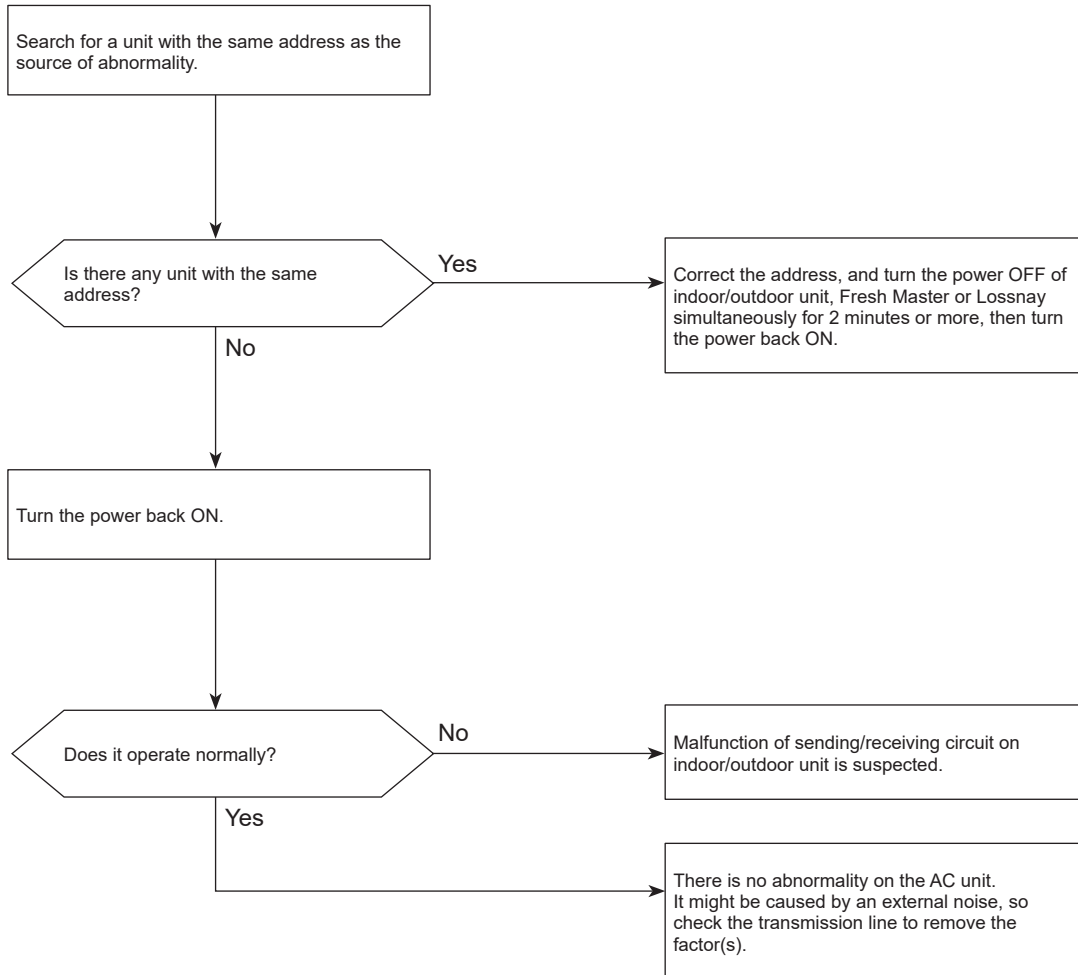 Search for a unit with the same address as the
source of abnormality.
Is there any unit with the same
address?
Yes
Correct the address, and turn the power OFF of
indoor/outdoor unit, Fresh Master or Lossnay
simultaneously for 2 minutes or more, then turn
the power back ON.
No
Turn the power back ON.
Does it operate normally?
No
Malfunction of sending/receiving circuit on
indoor/outdoor unit is suspected.
Yes
There is no abnormality on the AC unit.
It might be caused by an external noise, so
check the transmission line to remove the
factor(s).